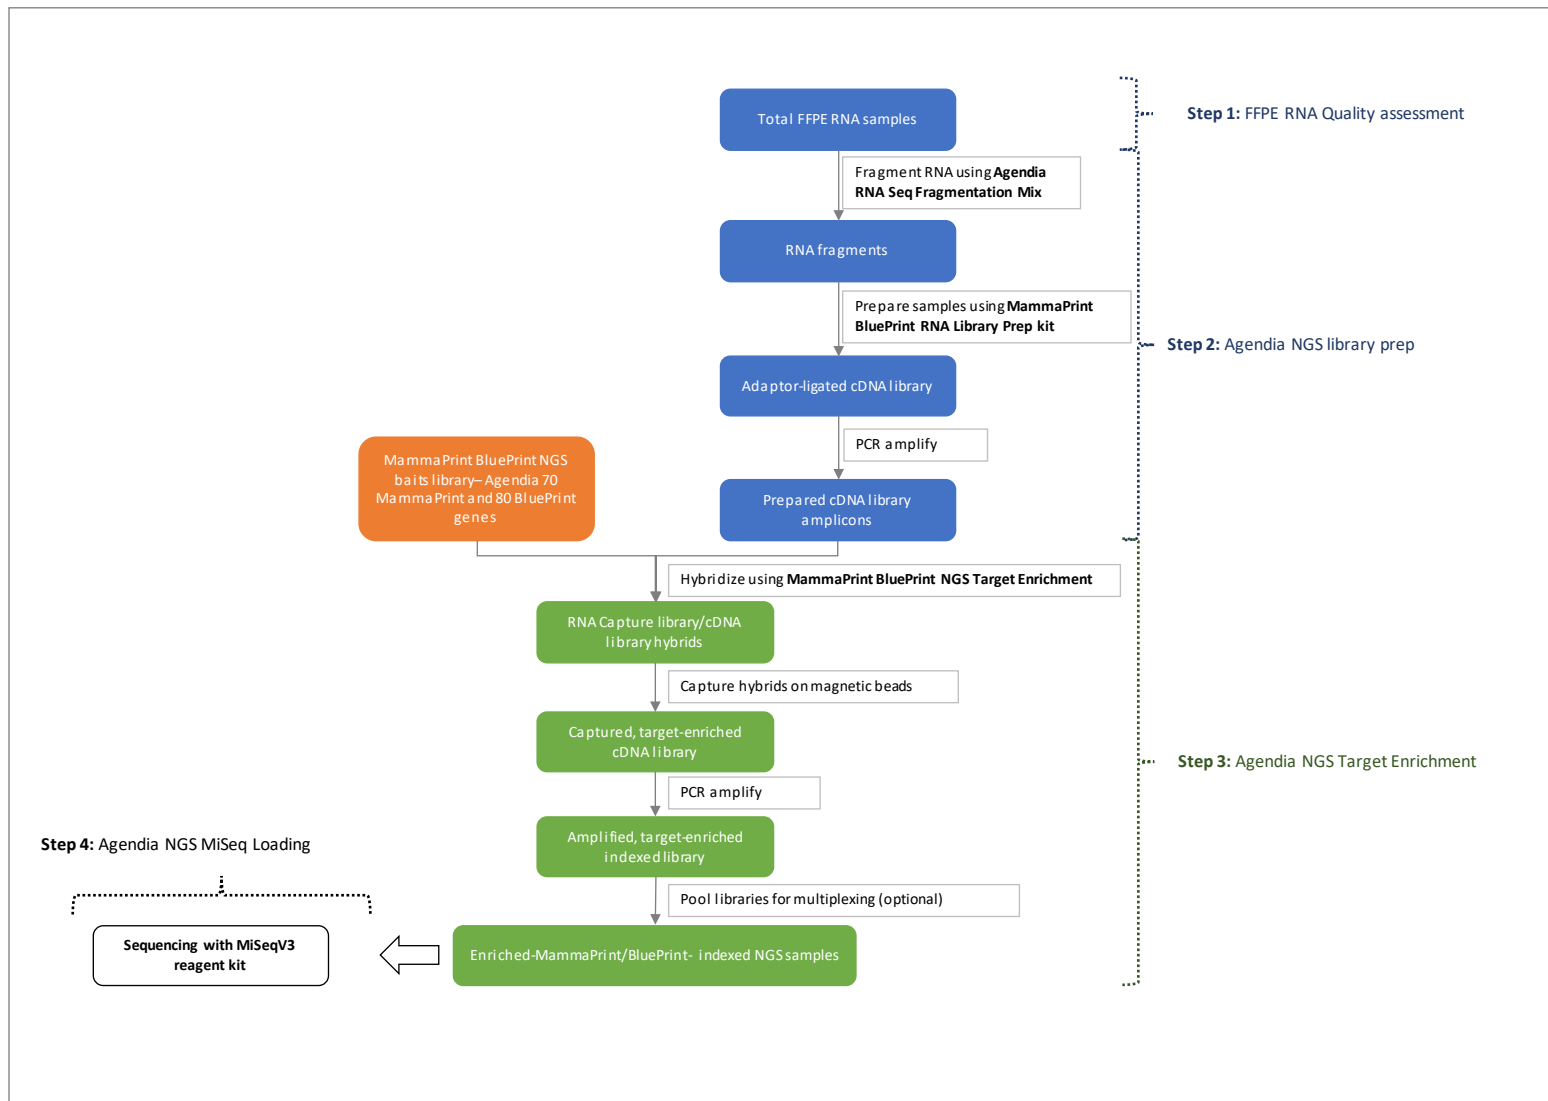 Total FFPE RNA samples
Step 1: FFPE RNA Quality assessment
Fragment RNA using Agendia
RNA Seq Fragmentation Mix
RNA fragments
Prepare samples using MammaPrint
BluePrint RNA Library Prep kit
Step 2: Agendia NGS library prep
Adaptor-ligated cDNA library
PCR amplify
MammaPrint BluePrint NGS
baits library– Agendia 70
MammaPrint and 80 BluePrint
genes
Prepared cDNA library
amplicons
Hybridize using MammaPrint BluePrint NGS Target Enrichment
RNA Capture library/cDNA
library hybrids
Capture hybrids on magnetic beads
Captured, target-enriched
cDNA library
Step 3: Agendia NGS Target Enrichment
PCR amplify
Amplified, target-enriched
indexed library
Step 4: Agendia NGS MiSeq Loading
Pool libraries for multiplexing (optional)
Enriched-MammaPrint/BluePrint- indexed NGS samples
Sequencing with MiSeqV3
reagent kit